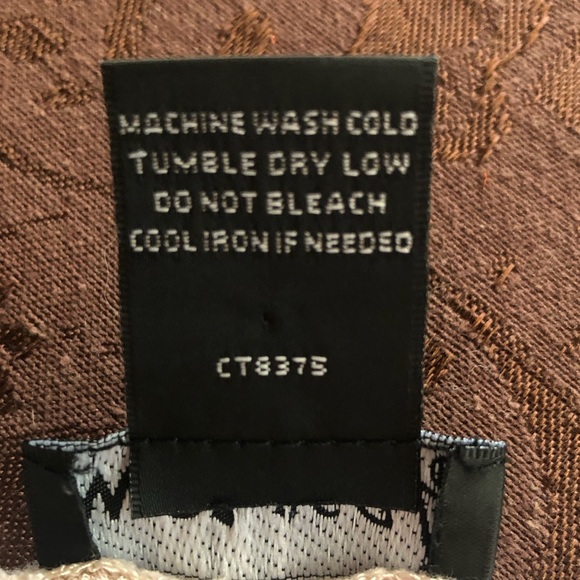 MACHINE WASH COLD
TUMBLE DRY LOW
DO NOT BLEACH
COOL IRON IF NEEDED
CT8375